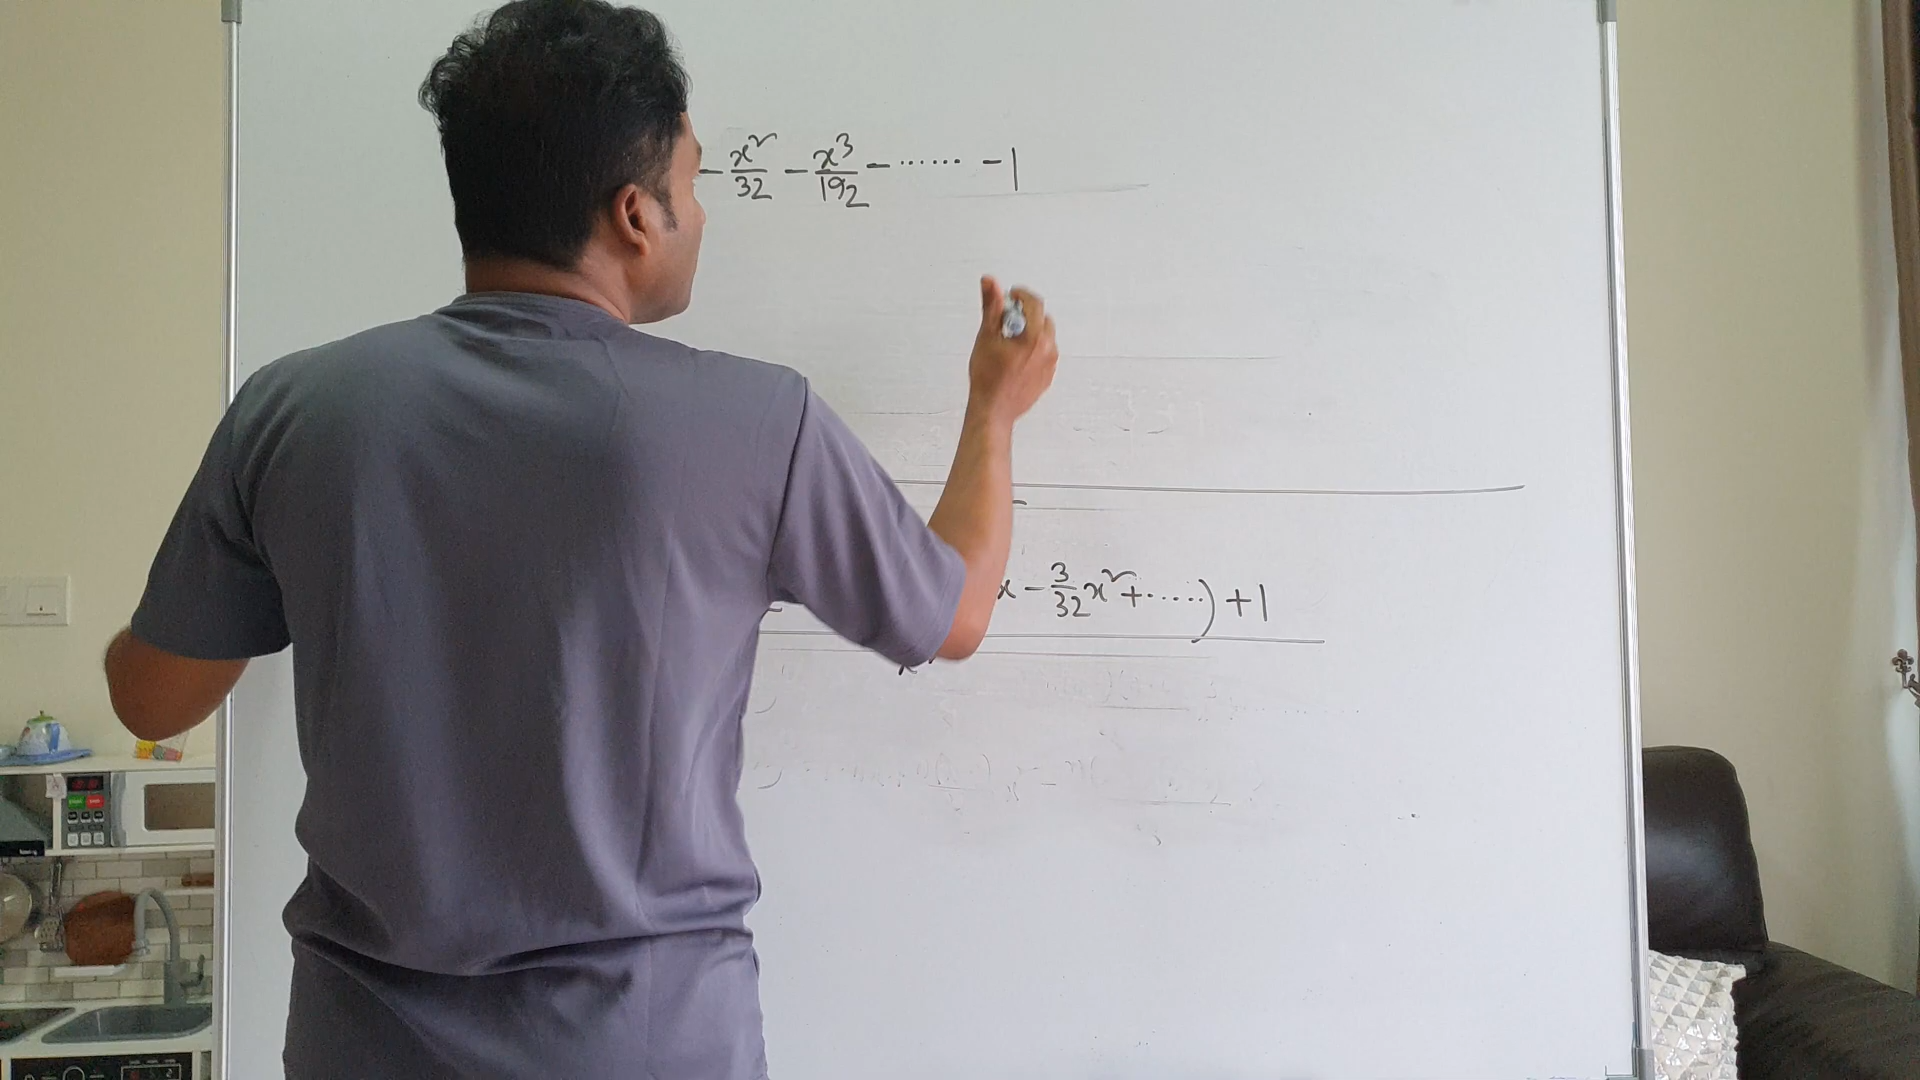 - x²/32 - x³/192 - ...... - 1
x - 3/32 x² + ......) + 1